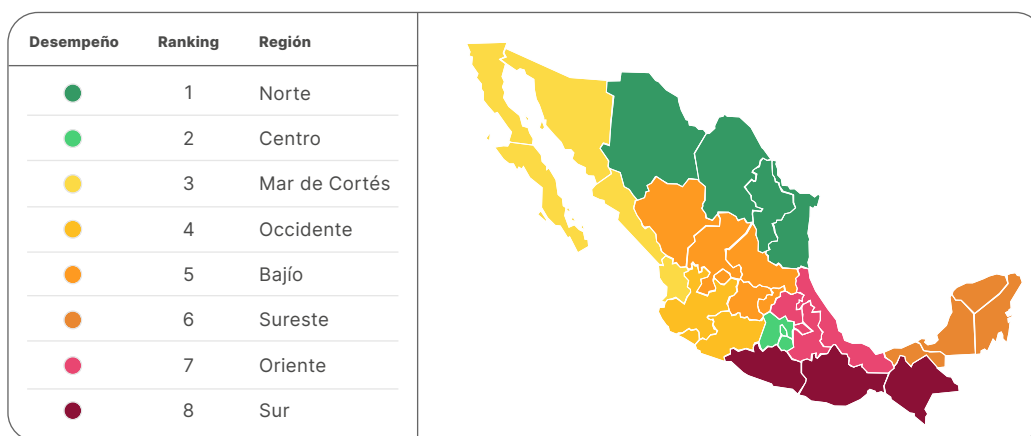 Desempeño Ranking Región
1 Norte
2 Centro
3 Mar de Cortés
4 Occidente
5 Bajío
6 Sureste
7 Oriente
8 Sur